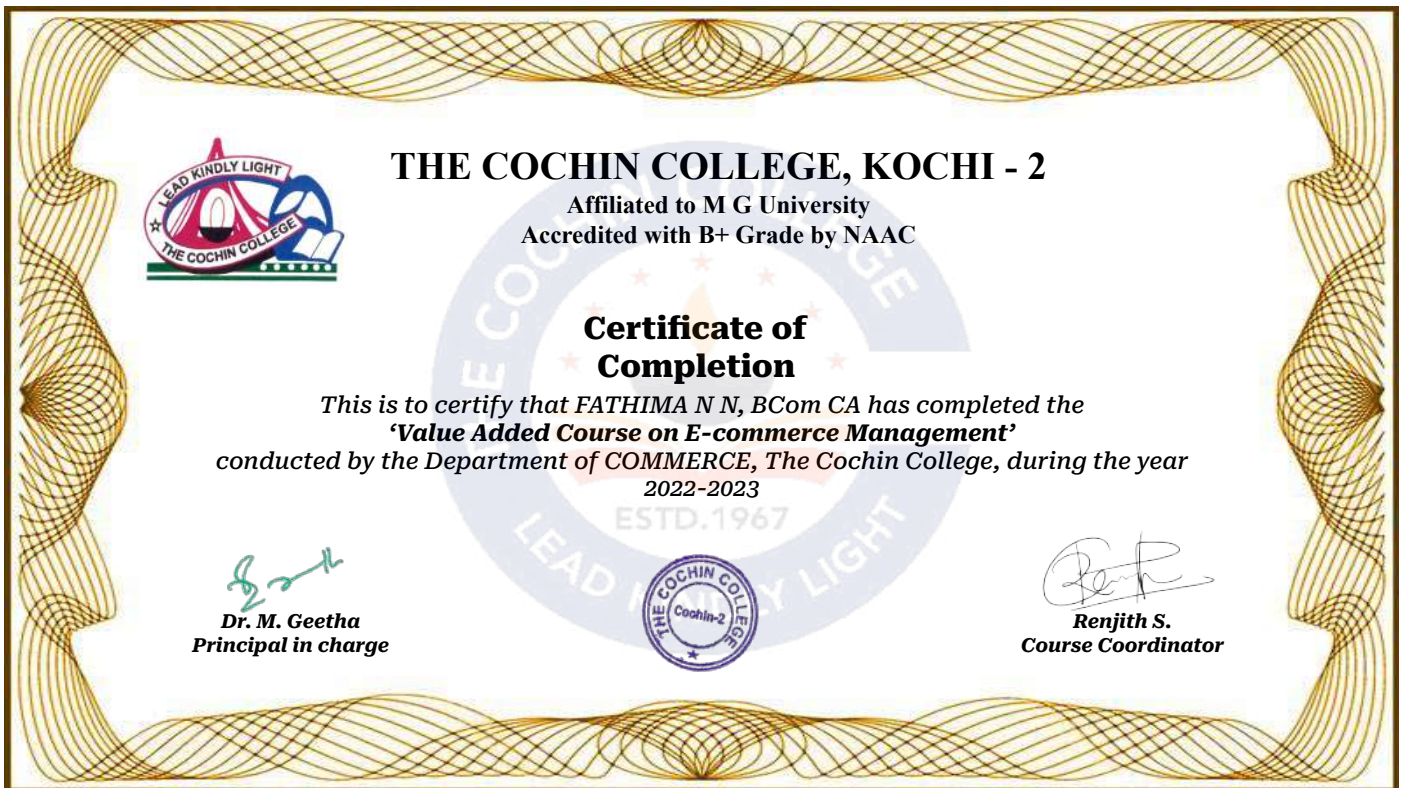 LEAD KINDLY LIGHT
THE COCHIN COLLEGE
THE COCHIN COLLEGE, KOCHI - 2
Affiliated to M G University
Accredited with B+ Grade by NAAC
Certificate of
Completion
This is to certify that FATHIMA N N, BCom CA has completed the
‘Value Added Course on E-commerce Management’
conducted by the Department of COMMERCE, The Cochin College, during the year
2022-2023
THE COCHIN COLLEGE
ESTD.1967
LEAD KINDLY LIGHT
THE COCHIN COLLEGE
Cochin-2
Dr. M. Geetha
Principal in charge
Renjith S.
Course Coordinator